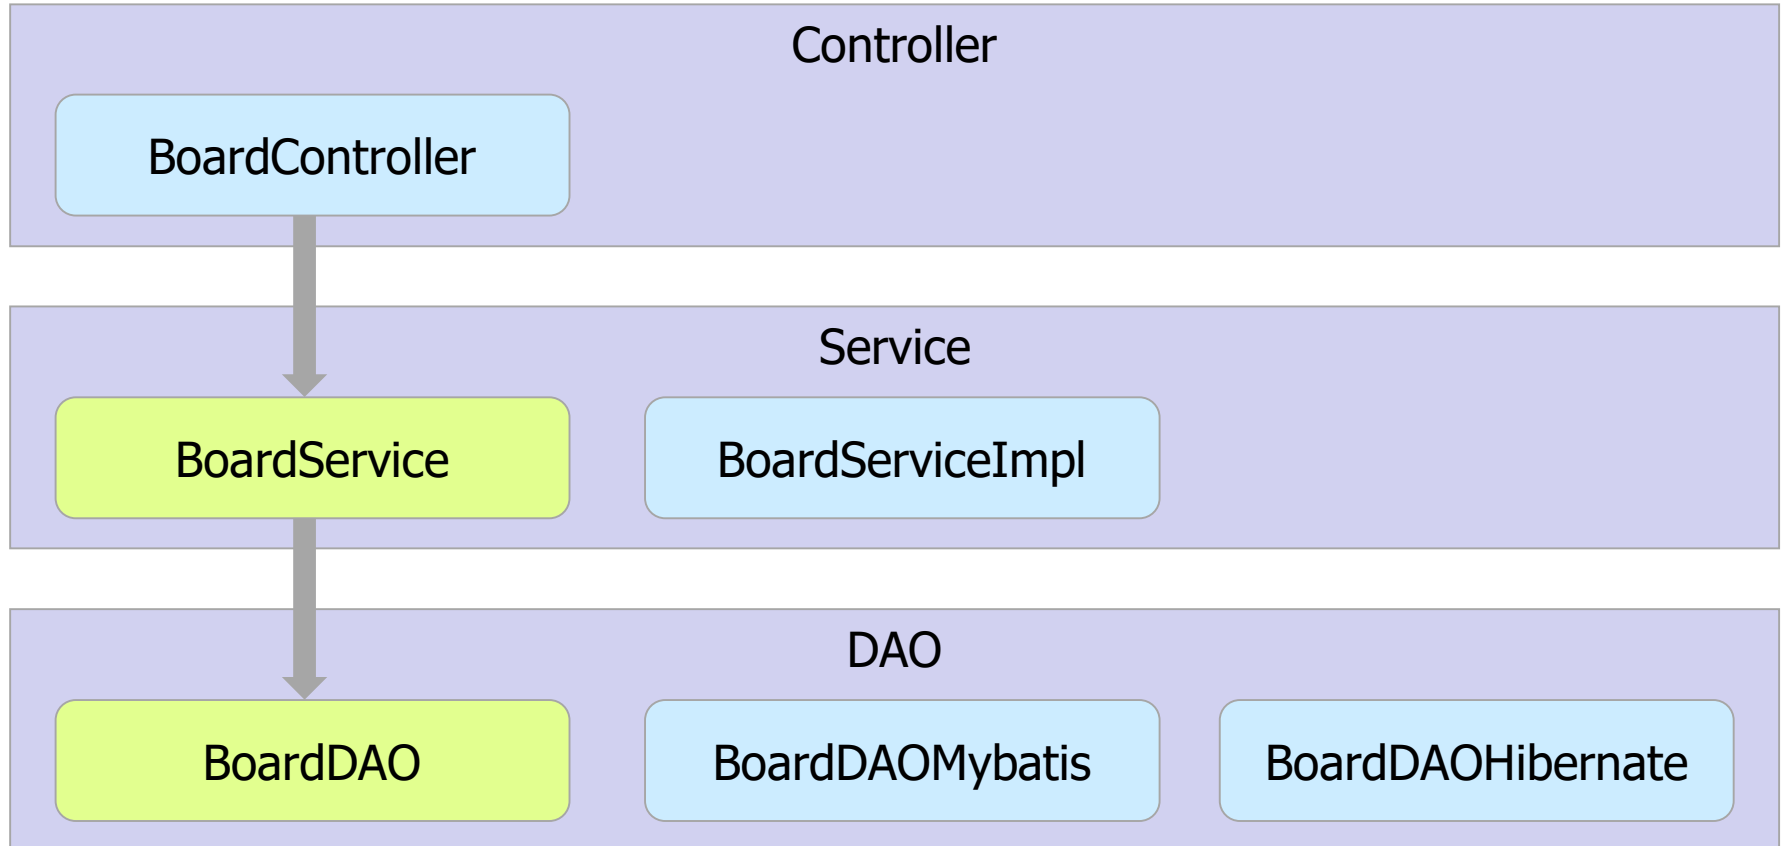 Controller
BoardController
Service
BoardService
BoardServiceImpl
DAO
BoardDAO
BoardDAOMybatis
BoardDAOHibernate